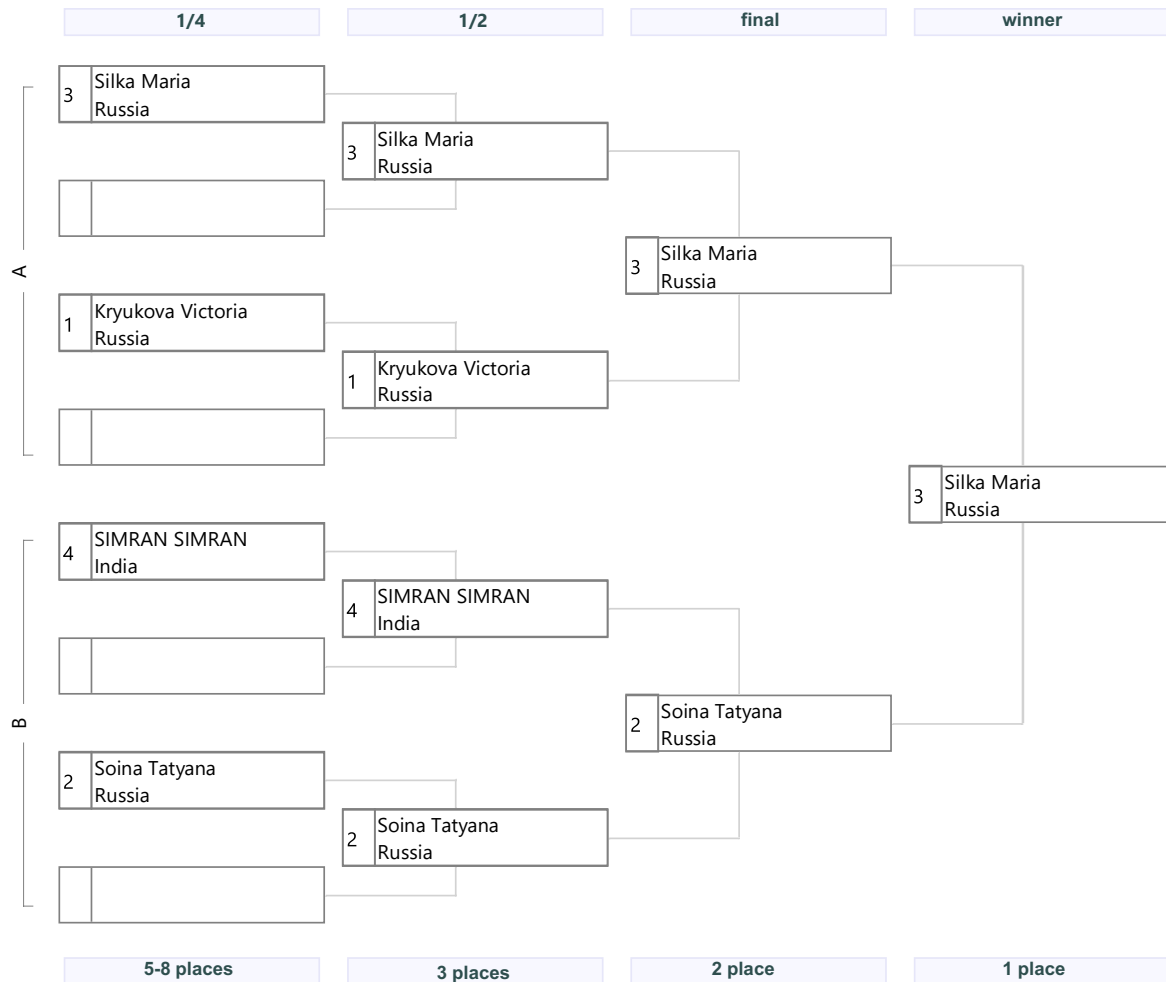 1/4
1/2
final
winner
3
Silka Maria
Russia
3
Silka Maria
Russia
A
3
Silka Maria
Russia
1
Kryukova Victoria
Russia
1
Kryukova Victoria
Russia
3
Silka Maria
Russia
4
SIMRAN SIMRAN
India
4
SIMRAN SIMRAN
India
B
2
Soina Tatyana
Russia
2
Soina Tatyana
Russia
2
Soina Tatyana
Russia
5-8 places
3 places
2 place
1 place